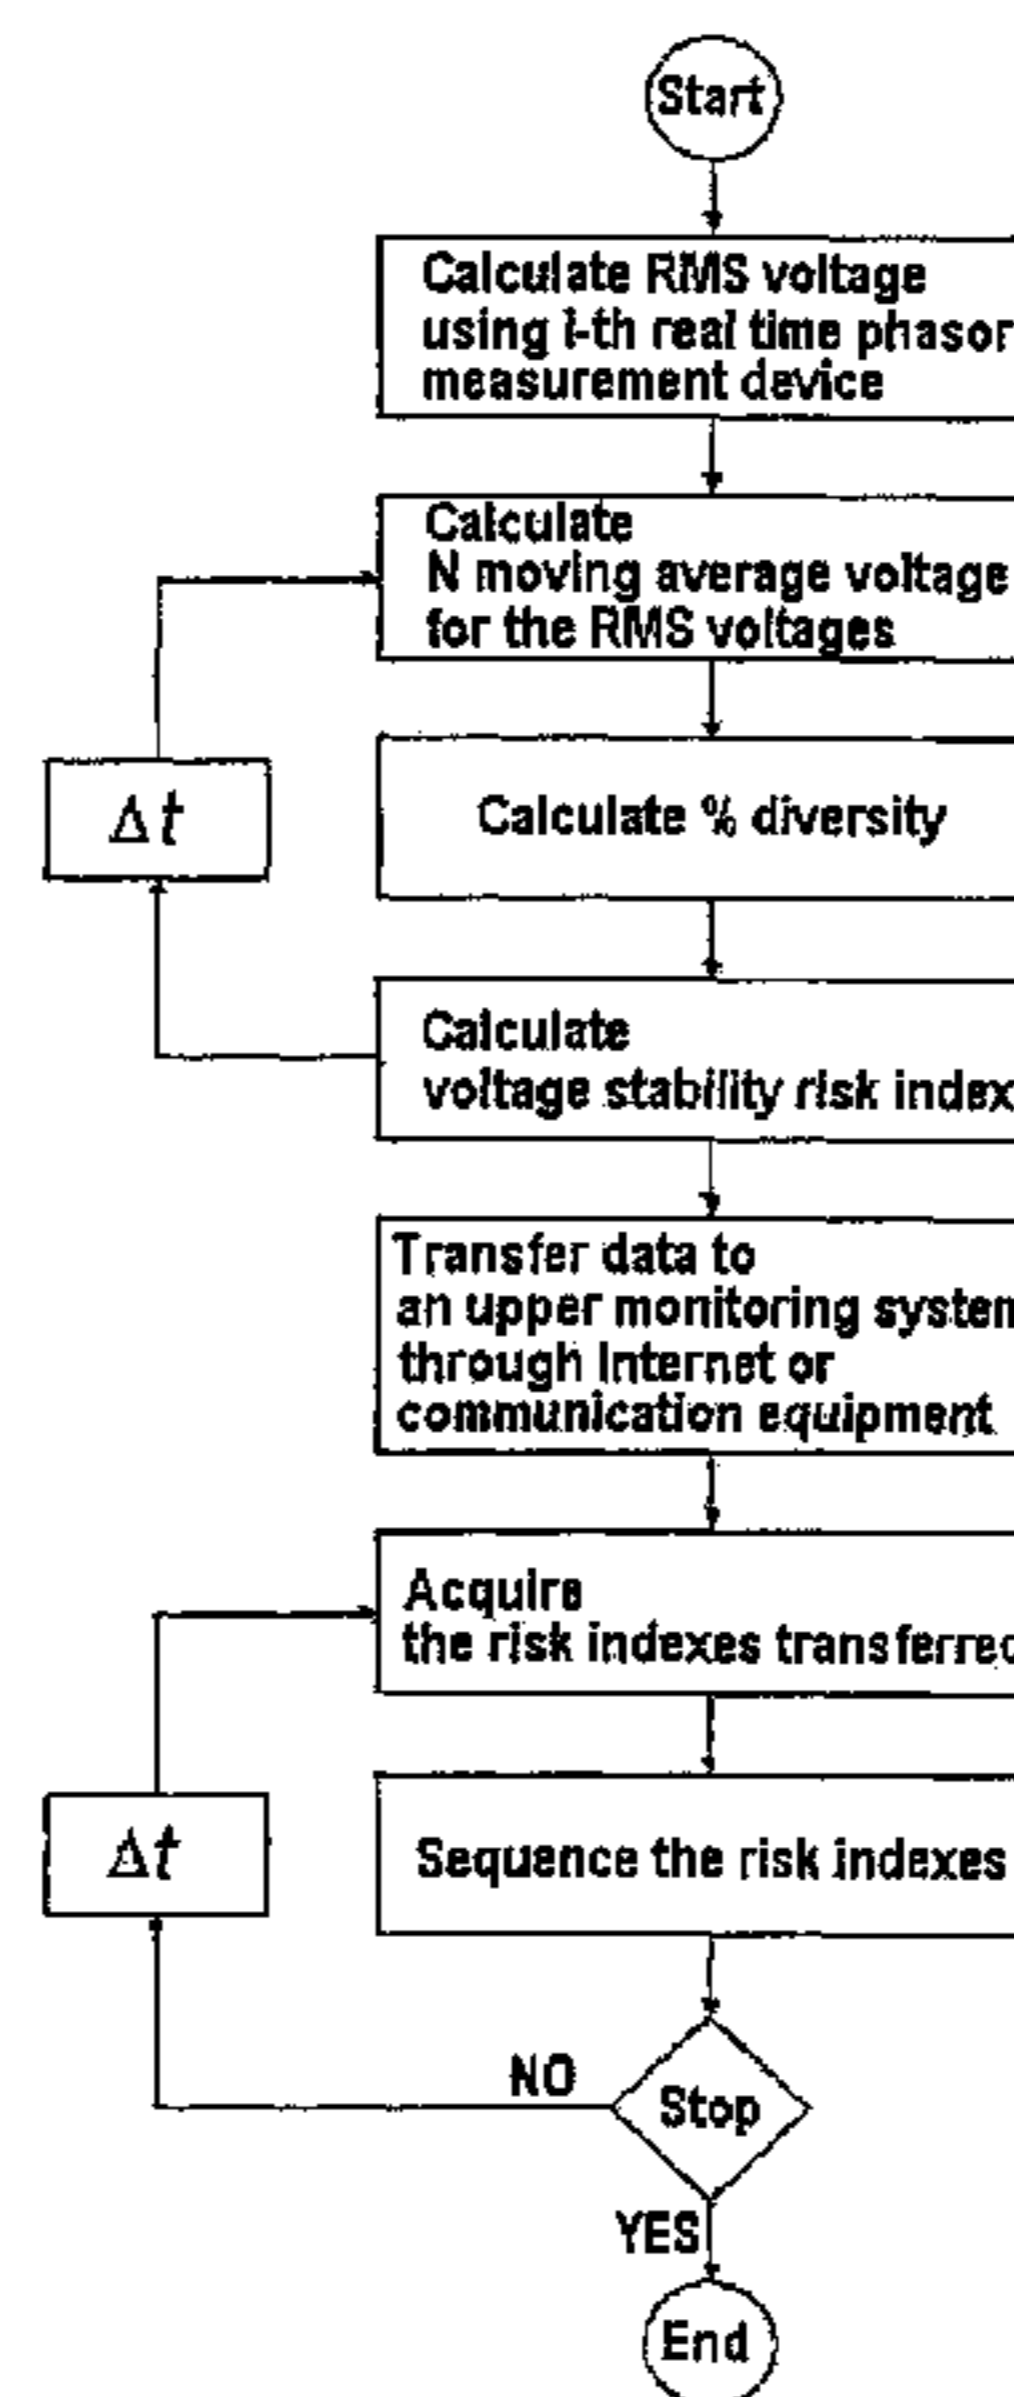 Start
Calculate RMS voltage
using i-th real time phasor
measurement device
Calculate
N moving average voltage
for the RMS voltages
Δt
Calculate % diversity
Calculate
voltage stability risk index
Transfer data to
an upper monitoring system
through Internet or
communication equipment
Acquire
the risk indexes transferred
Δt
Sequence the risk indexes
NO
Stop
YES
End